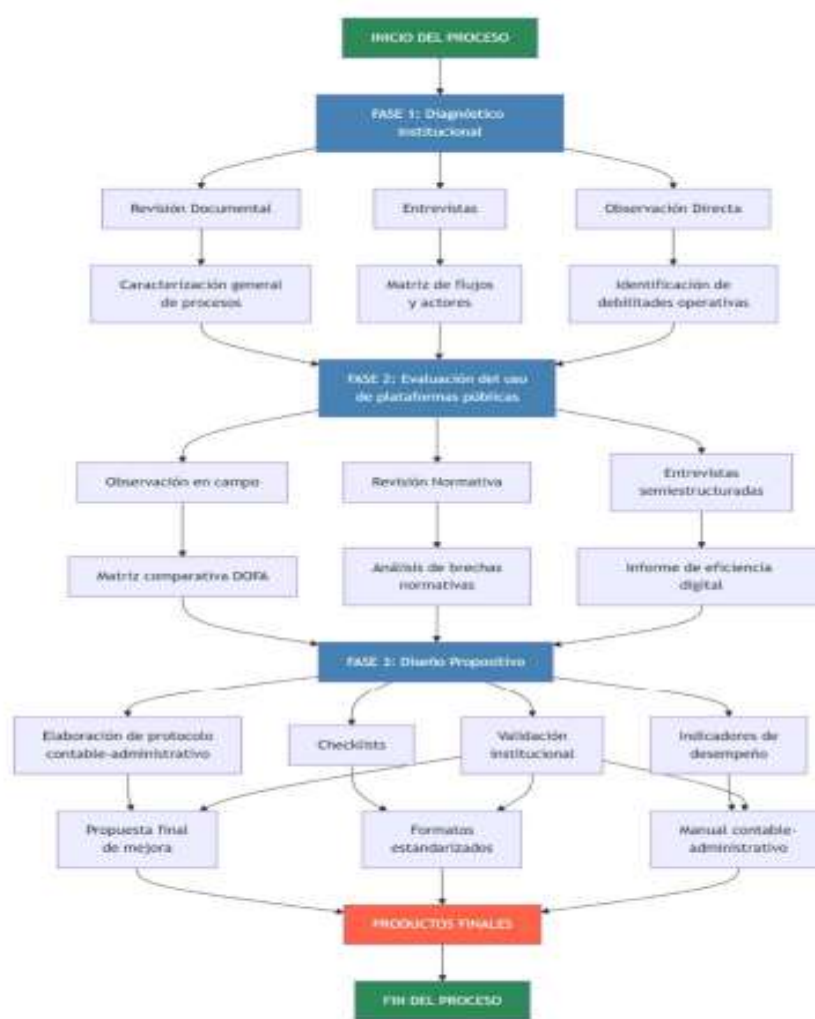 INICIO DEL PROCESO
FASE 1: Diagnóstico
institucional
Revisión Documental
Entrevistas
Observación Directa
Caracterización general
de procesos
Matriz de flujos
y actores
Identificación de
debilidades operativas
FASE 2: Evaluación del uso
de plataformas públicas
Observación en campo
Revisión Normativa
Entrevistas
semiestructuradas
Matriz comparativa DOFA
Análisis de brechas
normativas
Informe de eficiencia
digital
FASE 3: Diseño Propositivo
Elaboración de protocolo
contable-administrativo
Checklists
Validación
institucional
Indicadores de
desempeño
Propuesta final
de mejora
Formatos
estandarizados
Manual contable-
administrativo
PRODUCTOS FINALES
FIN DEL PROCESO